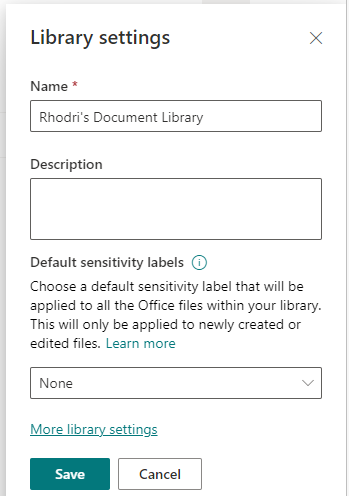 Library settings
Name *
Rhodri's Document Library
Description
Default sensitivity labels
Choose a default sensitivity label that will be
applied to all the Office files within your library.
This will only be applied to newly created or
edited files. Learn more
None
More library settings
Save Cancel